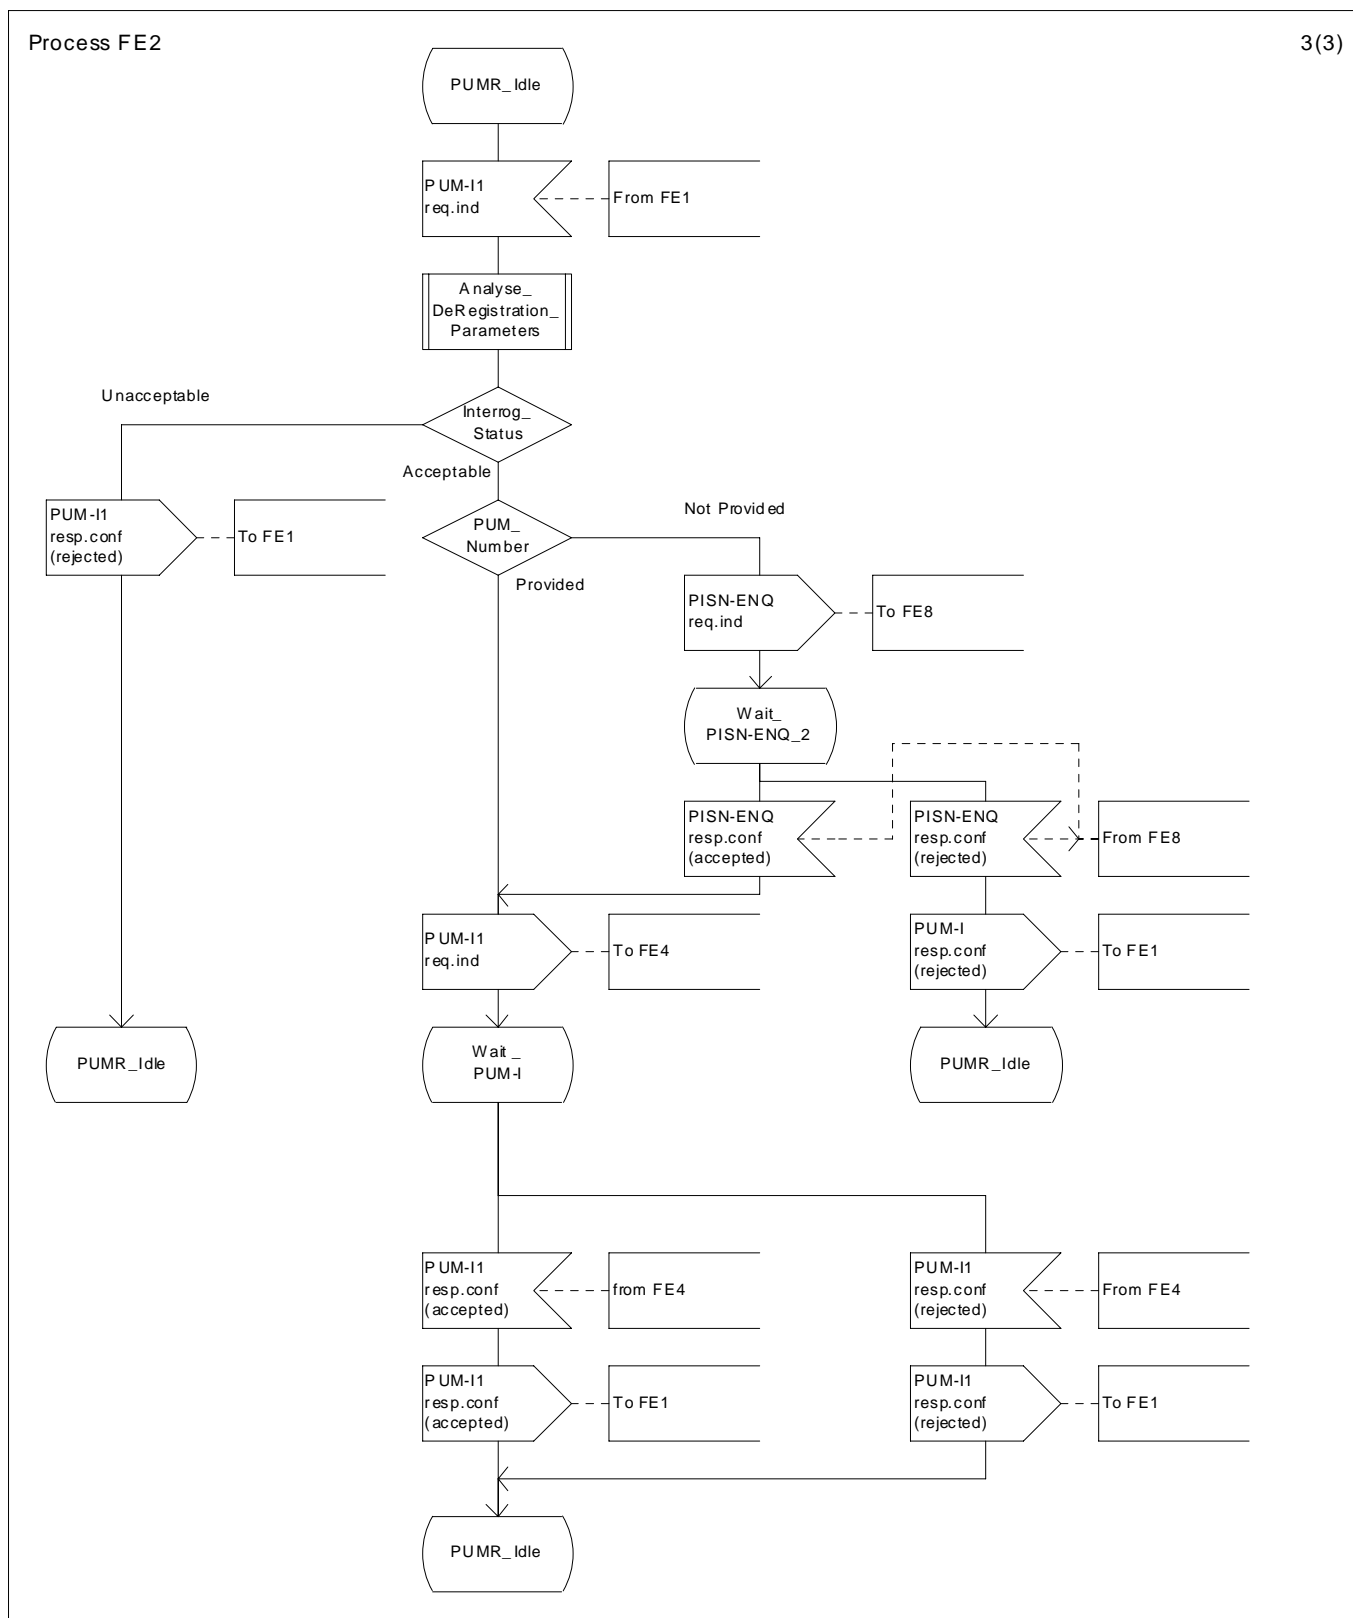 Process FE2
3(3)
PUMR_Idle
PUM-I1
req.ind
From FE1
Analyse_
DeRegistration_
Parameters
Unacceptable
Interrog_
Status
Acceptable
PUM-I1
resp.conf
(rejected)
To FE1
PUM_
Number
Not Provided
Provided
PISN-ENQ
req.ind
To FE8
Wait_
PISN-ENQ_2
PISN-ENQ
resp.conf
(accepted)
PISN-ENQ
resp.conf
(rejected)
From FE8
PUM-I1
req.ind
To FE4
PUM-I
resp.conf
(rejected)
To FE1
PUMR_Idle
Wait_
PUM-I
PUMR_Idle
PUM-I1
resp.conf
(accepted)
from FE4
PUM-I1
resp.conf
(rejected)
From FE4
PUM-I1
resp.conf
(accepted)
To FE1
PUM-I1
resp.conf
(rejected)
To FE1
PUMR_Idle